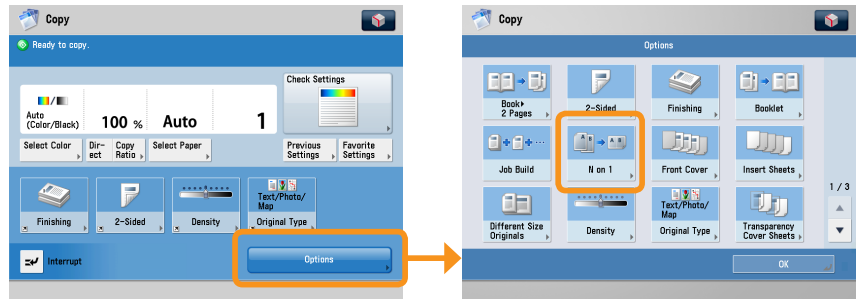 Copy
Ready to copy.
Check Settings
Auto
(Color/Black)
100 %
Auto
1
Select Color
Dir-
ect
Copy
Ratio
Select Paper
Previous
Settings
Favorite
Settings
Finishing
2-Sided
Density
Text/Photo/
Map
Original Type
Interrupt
Options
Copy
Options
Book
2 Pages
2-Sided
Finishing
Booklet
Job Build
N on 1
Front Cover
Insert Sheets
Different Size
Originals
Density
Text/Photo/
Map
Original Type
Transparency
Cover Sheets
1 / 3
OK